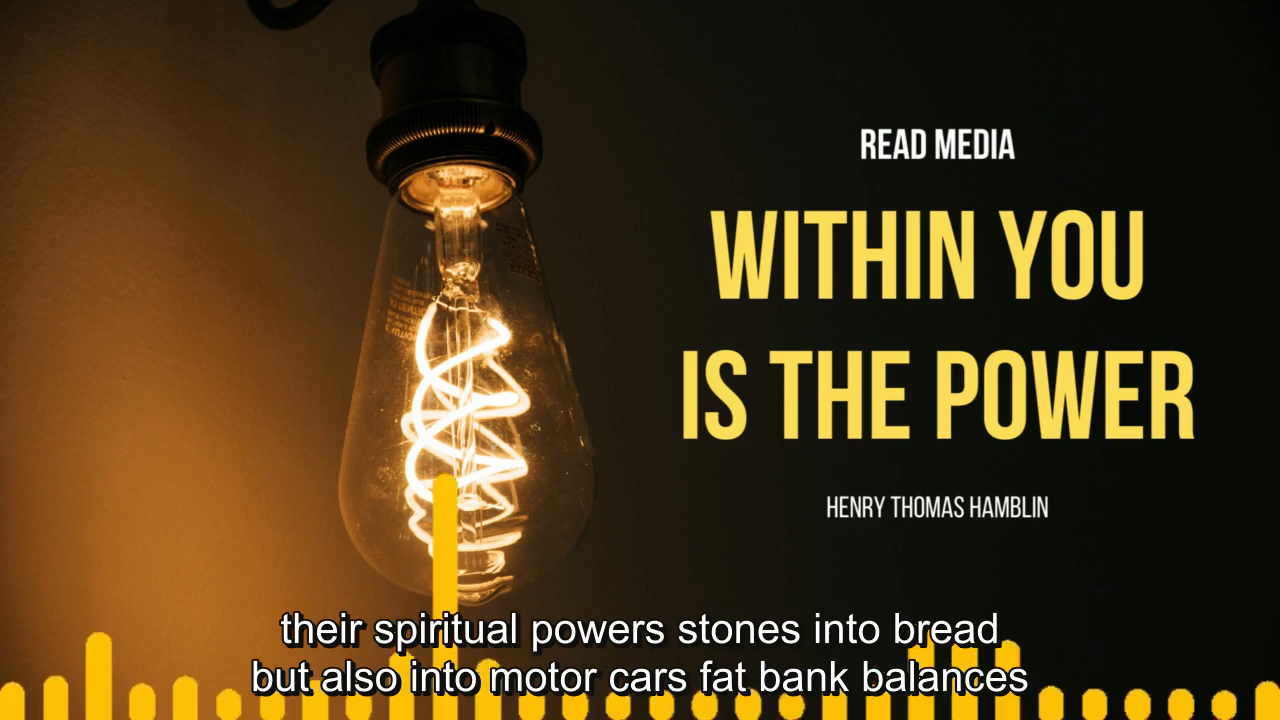 READ MEDIA
WITHIN YOU
IS THE POWER
HENRY THOMAS HAMBLIN
their spiritual powers stones into bread
but also into motor cars fat bank balances